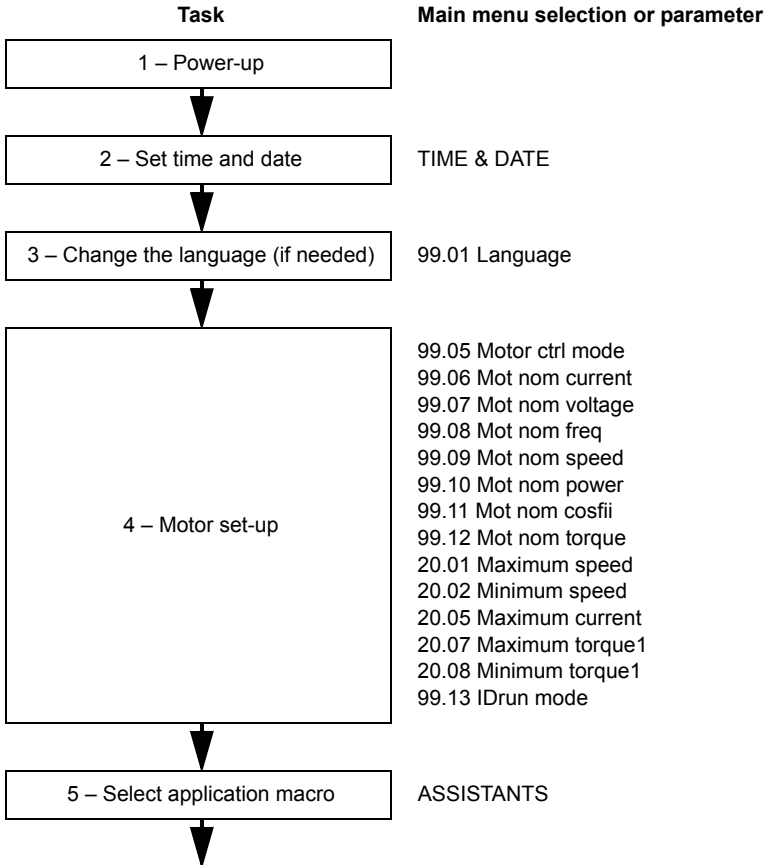 Task Main menu selection or parameter
1 – Power-up
2 – Set time and date TIME & DATE
3 – Change the language (if needed) 99.01 Language
4 – Motor set-up
99.05 Motor ctrl mode
99.06 Mot nom current
99.07 Mot nom voltage
99.08 Mot nom freq
99.09 Mot nom speed
99.10 Mot nom power
99.11 Mot nom cosfii
99.12 Mot nom torque
20.01 Maximum speed
20.02 Minimum speed
20.05 Maximum current
20.07 Maximum torque1
20.08 Minimum torque1
99.13 IDrun mode
5 – Select application macro ASSISTANTS